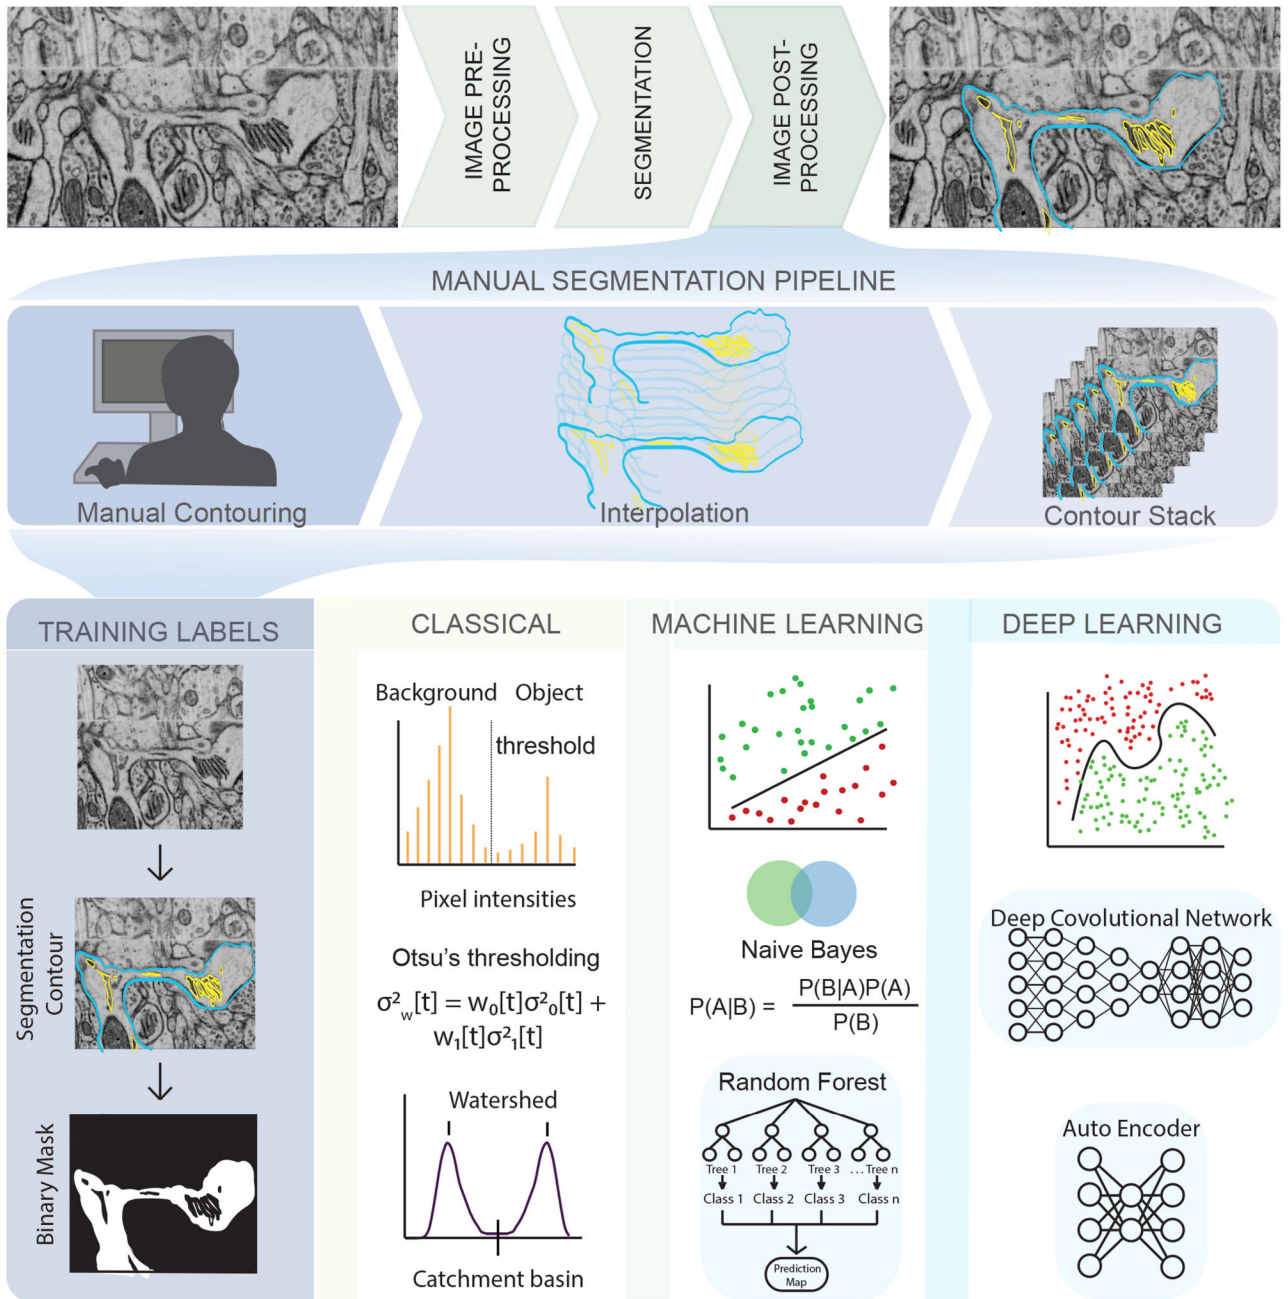 IMAGE PRE-
PROCESSING
SEGMENTATION
IMAGE POST-
PROCESSING
MANUAL SEGMENTATION PIPELINE
Manual Contouring
Interpolation
Contour Stack
TRAINING LABELS
Segmentation
Contour
Binary Mask
CLASSICAL
Background
Object
threshold
Pixel intensities
Otsu's thresholding
σ²w[t] = w₀[t]σ²₀[t] +
w₁[t]σ²₁[t]
Watershed
Catchment basin
MACHINE LEARNING
Naive Bayes
P(A|B) = P(B|A)P(A)
P(B)
Random Forest
Tree 1 Tree 2 Tree 3 ...Tree n
Class 1 Class 2 Class 3 Class n
Prediction
Map
DEEP LEARNING
Deep Covolutional Network
Auto Encoder